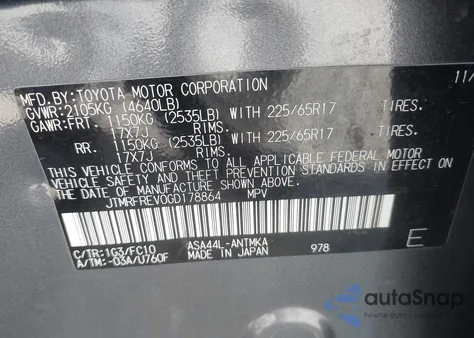 MFD.BY:TOYOTA MOTOR CORPORATION 11/
GVWR:2105KG (4640LB)
GAWR:FRT 1150KG (2535LB) WITH 225/65R17 TIRES.
17X7J RIMS.
RR. 1150KG (2535LB) WITH 225/65R17 TIRES.
17X7J RIMS.
THIS VEHICLE CONFORMS TO ALL APPLICABLE FEDERAL MOTOR
VEHICLE SAFETY AND THEFT PREVENTION STANDARDS IN EFFECT ON
THE DATE OF MANUFACTURE SHOWN ABOVE.
JTMRFREV0GD178864 MPV
C/TR:1G3/FC10 ASA44L-ANTMKA
A/TM:-03A/U760F MADE IN JAPAN 978 E
autoSnap